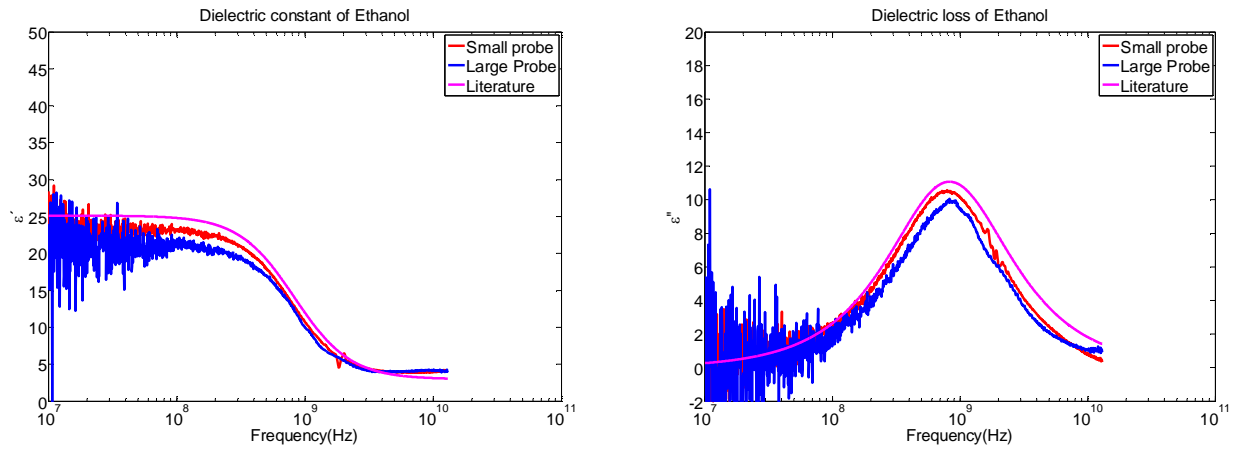 Dielectric constant of Ethanol
50
45
40
35
30
25
20
15
10
5
0
ε′
Small probe
Large Probe
Literature
10^7
10^8
10^9
10^10
10^11
Frequency(Hz)
Dielectric loss of Ethanol
20
18
16
14
12
10
8
6
4
2
0
-2
ε"
Small probe
Large Probe
Literature
10^7
10^8
10^9
10^10
10^11
Frequency(Hz)